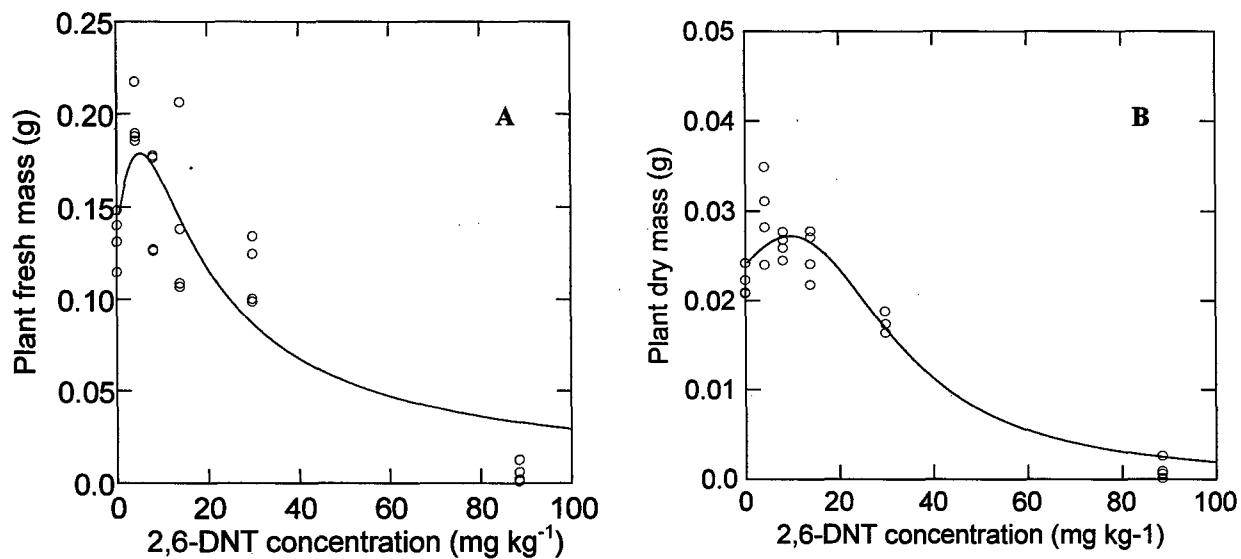 0.25
0.20
0.15
0.10
0.05
0.0
Plant fresh mass (g)
A
0 20 40 60 80 100
2,6-DNT concentration (mg kg⁻¹)
0.05
0.04
0.03
0.02
0.01
0.0
Plant dry mass (g)
B
0 20 40 60 80 100
2,6-DNT concentration (mg kg-1)